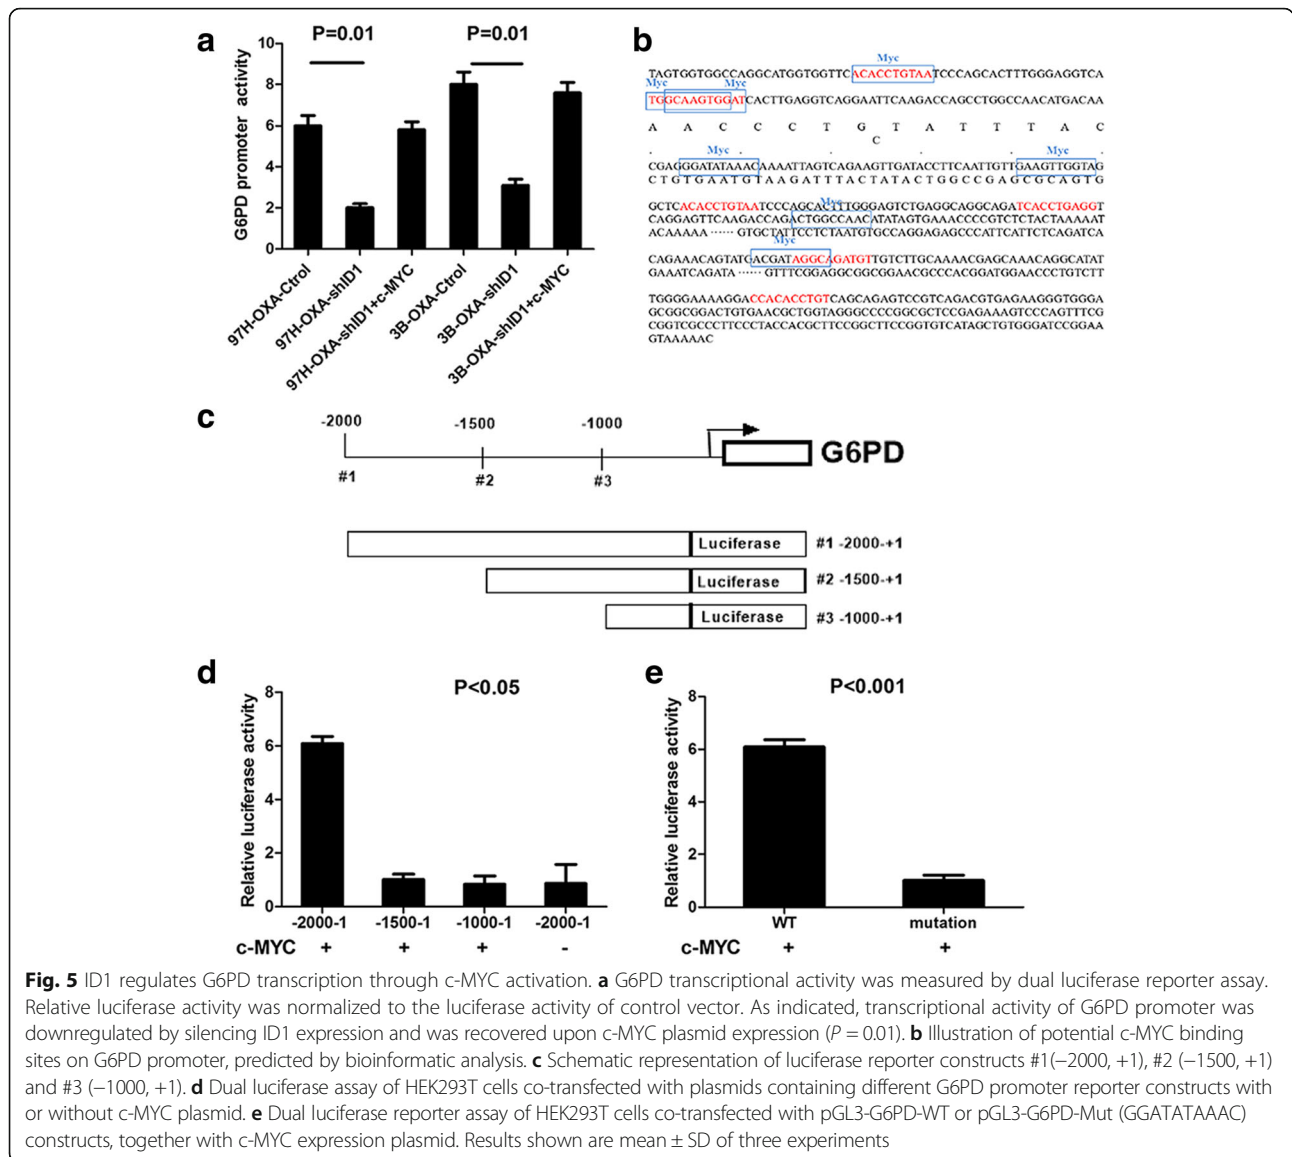 a
P=0.01
P=0.01
G6PD promoter activity
10
8
6
4
2
0
97H-OXA-Ctrol
97H-OXA-shID1
97H-OXA-shID1+c-MYC
3B-OXA-Ctrol
3B-OXA-shID1
3B-OXA-shID1+c-MYC
b
Myc
TAGTGGTGGCCAGGCATGGTGGTTCACACCTGTAATCCCAGCACTTTGGGAGGTCA
Myc Myc
TGGCAAGTGGATCACTTGAGGTCAGGAATTCAAGACCAGCCTGGCCAACATGACAA
A A C C C T G T A T T T A C
C
Myc Myc
CGAGGGATATAAACAAAATTAGTCAGAAGTTGATACCTTCAATTGTTGAAGTTGGTAG
CTGTGAATGTAAGATTTACTATACTGGCCGAGCGCAGTG
GCTCACACCTGTAATCCCAGCACTTTGGGAGTCTGAGGCAGGCAGATCACCTGAGGT
Myc
CAGGAGTTCAAGACCAGACTGGCCAACATATAGTGAAACCCCGTCTCTACTAAAAAT
ACAAAAA ······ GTGCTATTCCTCTAATGTGCCAGGAGAGCCCATTCATTCTCAGATCA
Myc
CAGAAACAGTATGACGATAGGCAGATGTTGTCTTGCAAAACGAGCAAACAGGCATAT
GAAATCAGATA ······ GTTTCGGAGGCGGCGGAACGCCCACGGATGGAACCCTGTCTT
TGGGGAAAAGGACCACACCTGTCAGCAGAGTCCGTCAGACGTGAGAAGGGTGGGA
GCGGCGGACTGTGAACGCTGGTAGGGCCCCGGCGCTCCGAGAAAGTCCCAGTTTCG
CGGTCGCCCTTCCCTACCACGCTTCCGGCTTCCGGTGTCATAGCTGTGGGATCCGGAA
GTAAAAAC
c
-2000
-1500
-1000
#1
#2
#3
G6PD
Luciferase #1 -2000-+1
Luciferase #2 -1500-+1
Luciferase #3 -1000-+1
d
P<0.05
Relative luciferase activity
8
6
4
2
0
-2000-1 -1500-1 -1000-1 -2000-1
c-MYC + + + -
e
P<0.001
Relative luciferase activity
8
6
4
2
0
WT mutation
c-MYC + +
Fig. 5 ID1 regulates G6PD transcription through c-MYC activation. a G6PD transcriptional activity was measured by dual luciferase reporter assay.
Relative luciferase activity was normalized to the luciferase activity of control vector. As indicated, transcriptional activity of G6PD promoter was
downregulated by silencing ID1 expression and was recovered upon c-MYC plasmid expression (P = 0.01). b Illustration of potential c-MYC binding
sites on G6PD promoter, predicted by bioinformatic analysis. c Schematic representation of luciferase reporter constructs #1(−2000, +1), #2 (−1500, +1)
and #3 (−1000, +1). d Dual luciferase assay of HEK293T cells co-transfected with plasmids containing different G6PD promoter reporter constructs with
or without c-MYC plasmid. e Dual luciferase reporter assay of HEK293T cells co-transfected with pGL3-G6PD-WT or pGL3-G6PD-Mut (GGATATAAAC)
constructs, together with c-MYC expression plasmid. Results shown are mean ± SD of three experiments